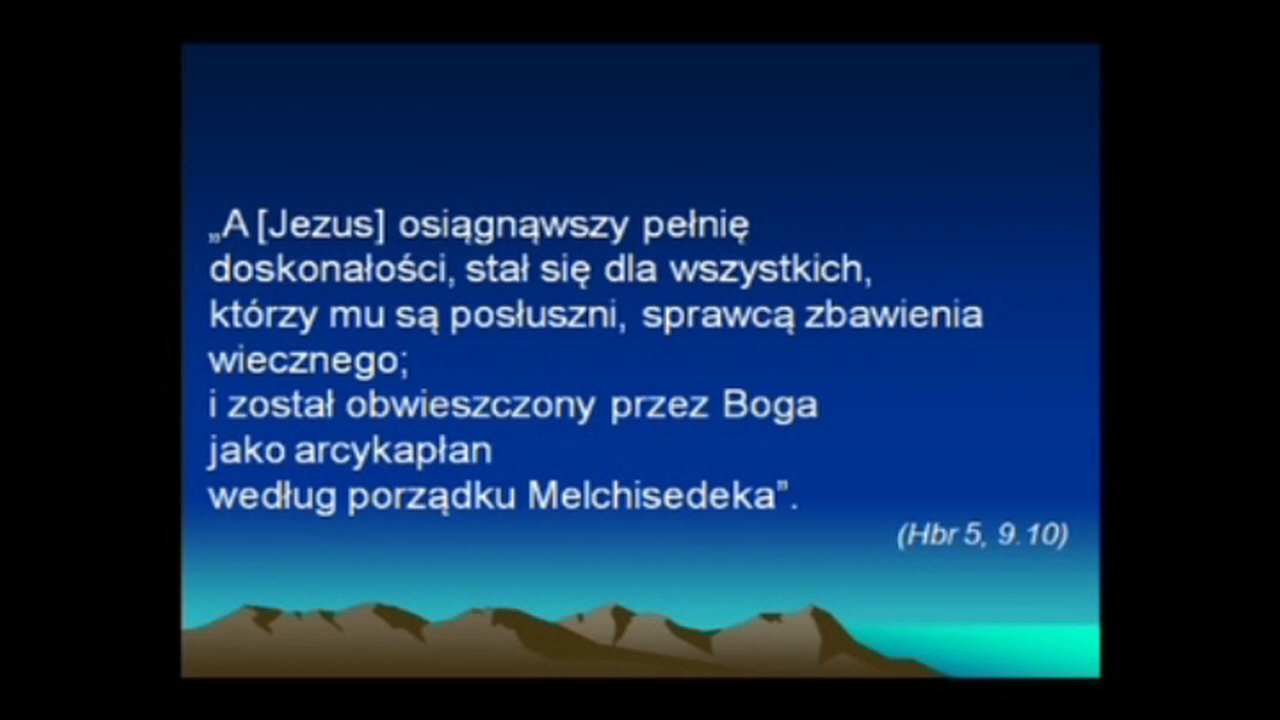 „A [Jezus] osiągnąwszy pełnię
doskonałości, stał się dla wszystkich,
którzy mu są posłuszni, sprawcą zbawienia
wiecznego;
i został obwieszczony przez Boga
jako arcykapłan
według porządku Melchisedeka”.
(Hbr 5, 9.10)